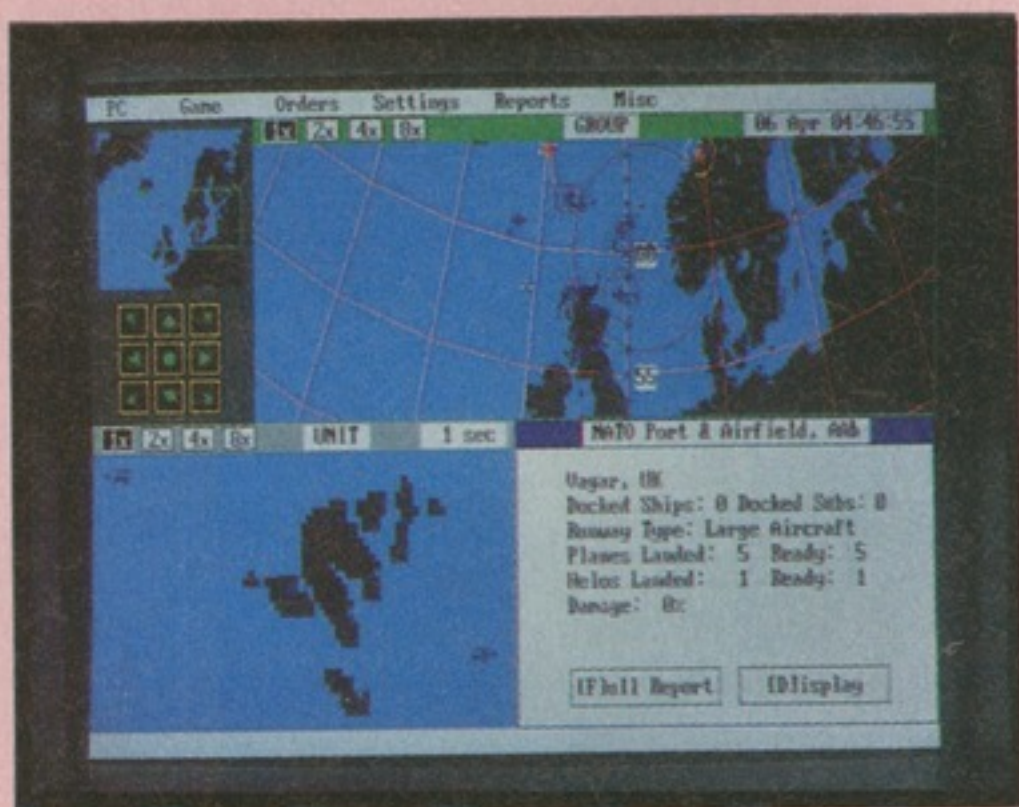 PC Game Orders Settings Reports Misc
1x 2x 4x 8x GROUP 06 Apr 04:46:55
55
1x 2x 4x 8x UNIT 1 sec
NATO Port & Airfield, AAb
Vagar, UK
Docked Ships: 0 Docked Subs: 0
Runway Type: Large Aircraft
Planes Landed: 5 Ready: 5
Helos Landed: 1 Ready: 1
Damage: 0%
[F]ull Report [D]isplay